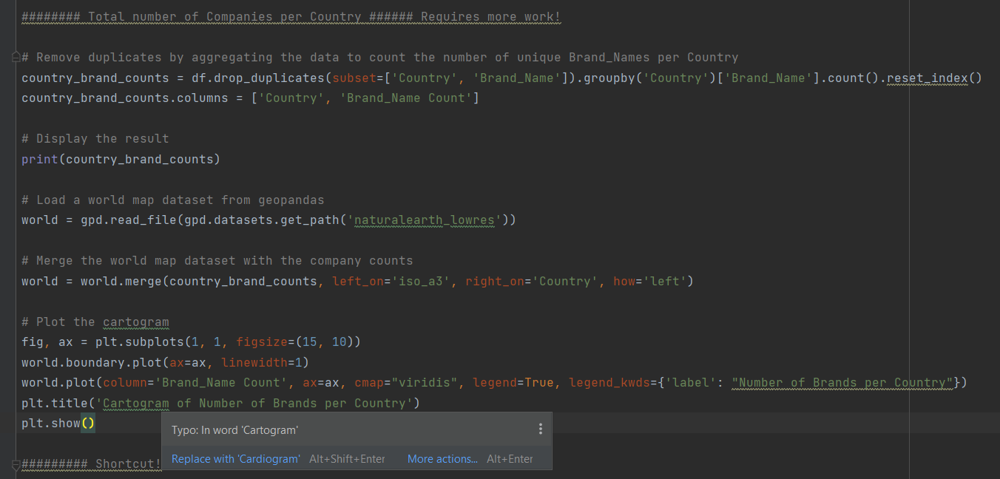 ######## Total number of Companies per Country ###### Requires more work!
# Remove duplicates by aggregating the data to count the number of unique Brand_Names per Country
country_brand_counts = df.drop_duplicates(subset=['Country', 'Brand_Name']).groupby('Country')['Brand_Name'].count().reset_index()
country_brand_counts.columns = ['Country', 'Brand_Name Count']
# Display the result
print(country_brand_counts)
# Load a world map dataset from geopandas
world = gpd.read_file(gpd.datasets.get_path('naturalearth_lowres'))
# Merge the world map dataset with the company counts
world = world.merge(country_brand_counts, left_on='iso_a3', right_on='Country', how='left')
# Plot the cartogram
fig, ax = plt.subplots(1, 1, figsize=(15, 10))
world.boundary.plot(ax=ax, linewidth=1)
world.plot(column='Brand_Name Count', ax=ax, cmap="viridis", legend=True, legend_kwds={'label': "Number of Brands per Country"})
plt.title('Cartogram of Number of Brands per Country')
plt.show()
Typo: In word 'Cartogram'
Replace with 'Cardiogram' Alt+Shift+Enter More actions... Alt+Enter
######### Shortcut!